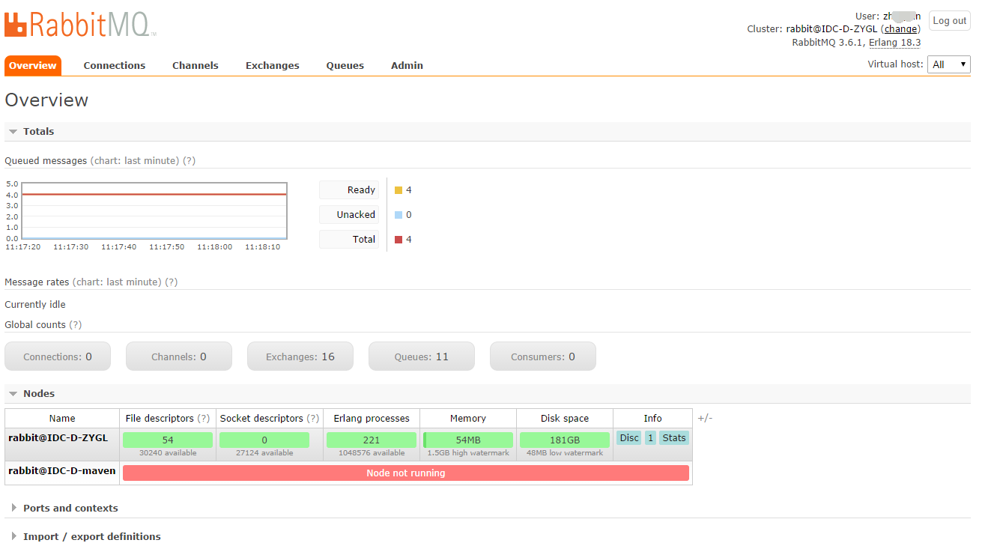 RabbitMQ TM
User: zh n
Log out
Cluster: rabbit@IDC-D-ZYGL (change)
RabbitMQ 3.6.1, Erlang 18.3
Overview Connections Channels Exchanges Queues Admin
Virtual host: All
Overview
Totals
Queued messages (chart: last minute) (?)
5.0
4.0
3.0
2.0
1.0
0.0
11:17:20 11:17:30 11:17:40 11:17:50 11:18:00 11:18:10
Ready 4
Unacked 0
Total 4
Message rates (chart: last minute) (?)
Currently idle
Global counts (?)
Connections: 0 Channels: 0 Exchanges: 16 Queues: 11 Consumers: 0
Nodes
Name File descriptors (?) Socket descriptors (?) Erlang processes Memory Disk space Info +/-
rabbit@IDC-D-ZYGL 54 0 221 54MB 181GB Disc 1 Stats
30240 available 27124 available 1048576 available 1.5GB high watermark 48MB low watermark
rabbit@IDC-D-maven Node not running
Ports and contexts
Import / export definitions